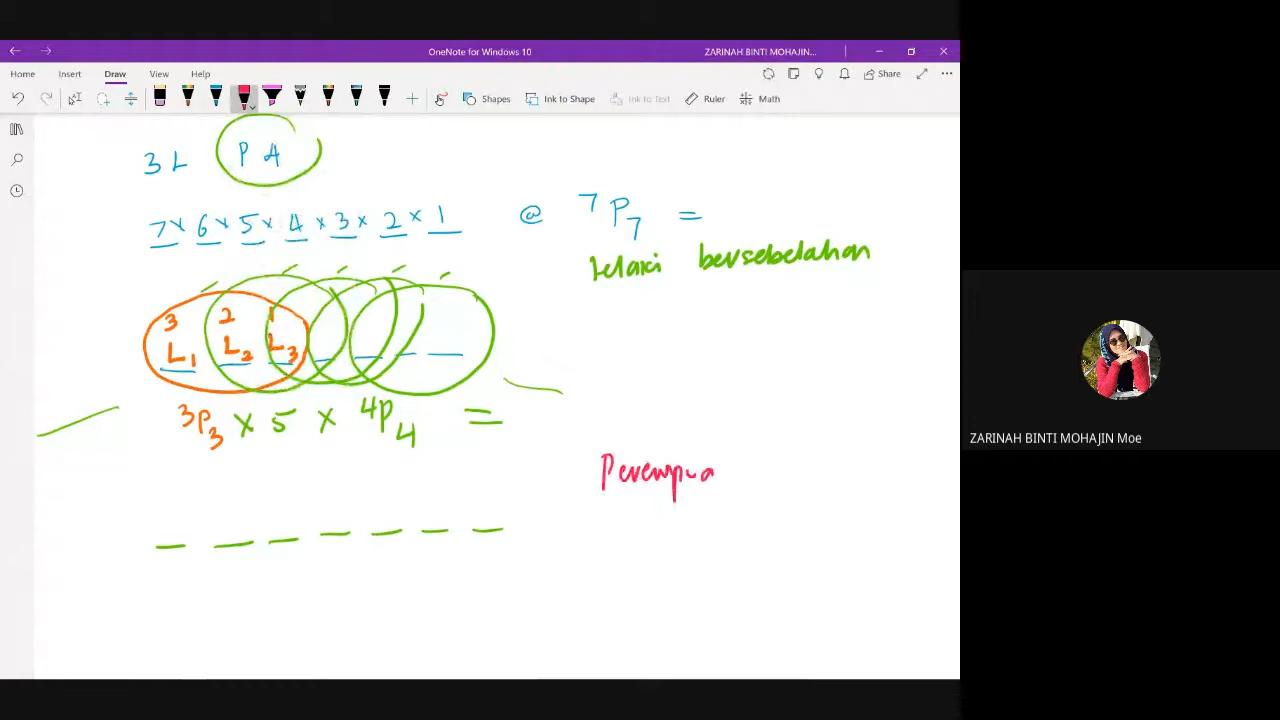 OneNote for Windows 10
ZARINAH BINTI MOHAJIN...
Home Insert Draw View Help
Share
Shapes Ink to Shape Ink to Text Ruler Math
3 L P A
7 × 6 × 5 × 4 × 3 × 2 × 1 @ 7P7 =
lelaki bersebelahan
3 2 1
L1 L2 L3
3P3 × 5 × 4P4 =
Perempua
ZARINAH BINTI MOHAJIN Moe